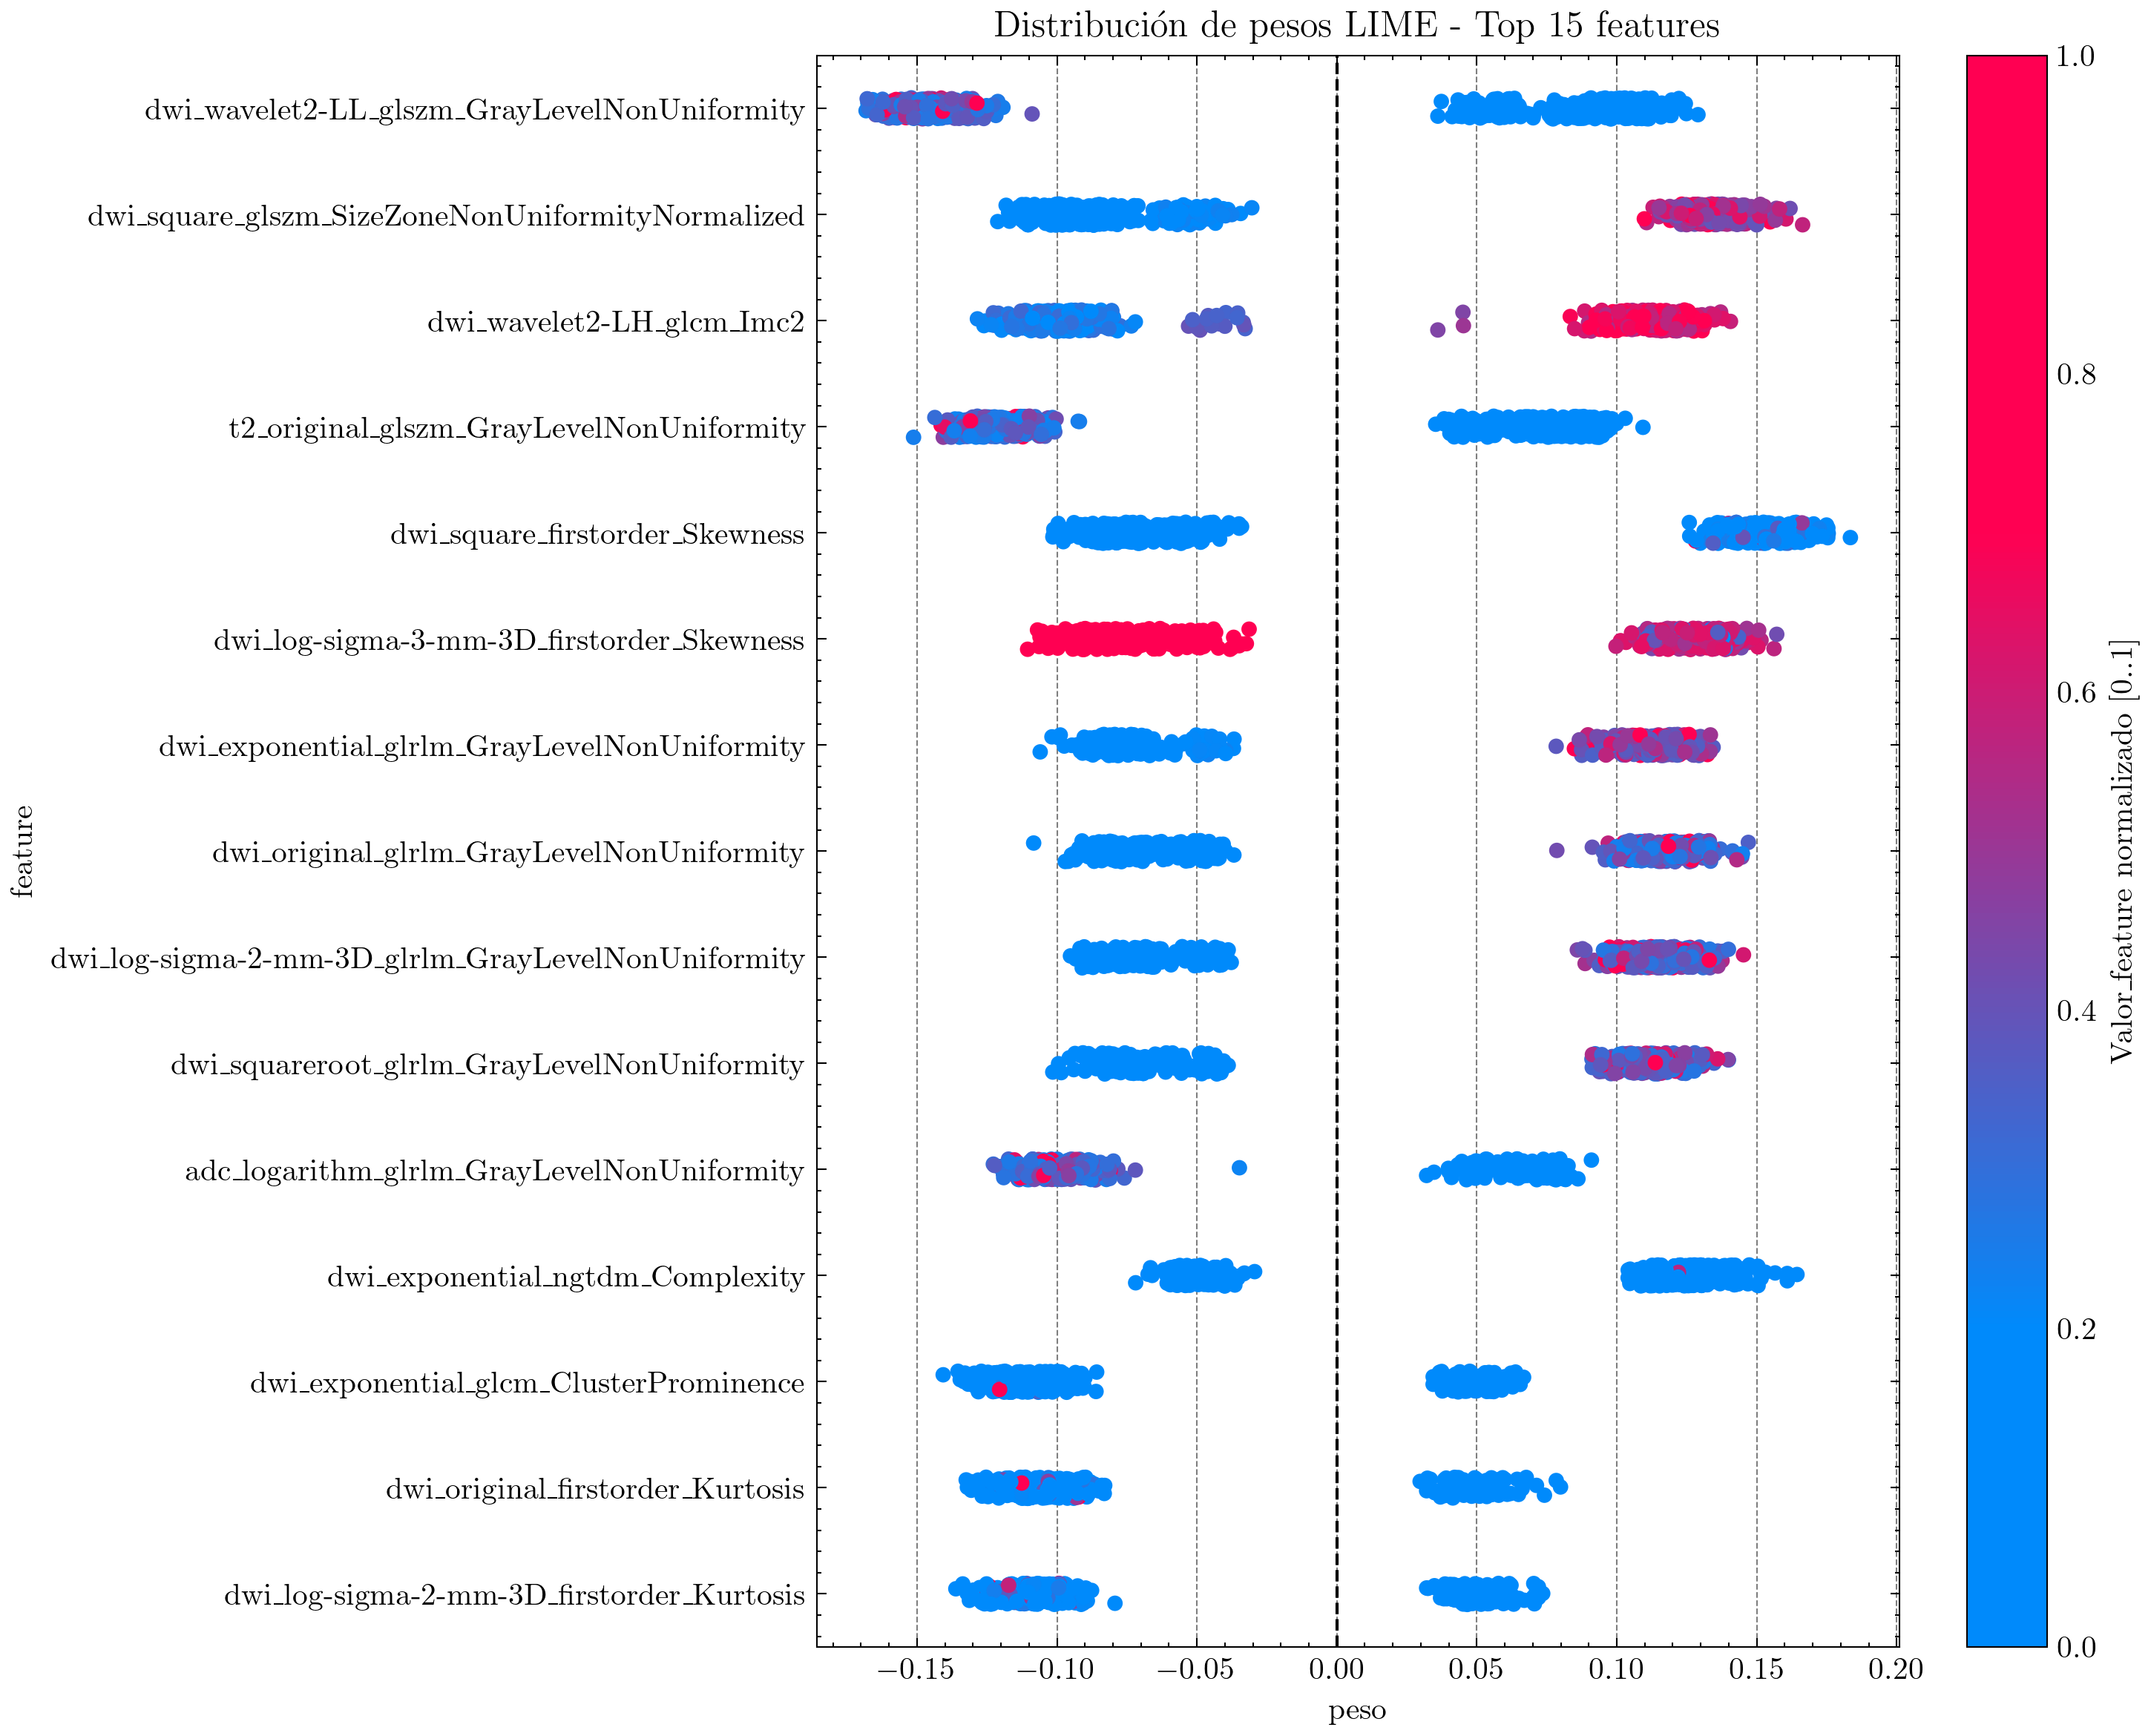 Distribución de pesos LIME - Top 15 features
dwi_wavelet2-LL_glszm_GrayLevelNonUniformity
dwi_square_glszm_SizeZoneNonUniformityNormalized
dwi_wavelet2-LH_glcm_Imc2
t2_original_glszm_GrayLevelNonUniformity
dwi_square_firstorder_Skewness
dwi_log-sigma-3-mm-3D_firstorder_Skewness
dwi_exponential_glrlm_GrayLevelNonUniformity
dwi_original_glrlm_GrayLevelNonUniformity
dwi_log-sigma-2-mm-3D_glrlm_GrayLevelNonUniformity
dwi_squareroot_glrlm_GrayLevelNonUniformity
adc_logarithm_glrlm_GrayLevelNonUniformity
dwi_exponential_ngtdm_Complexity
dwi_exponential_glcm_ClusterProminence
dwi_original_firstorder_Kurtosis
dwi_log-sigma-2-mm-3D_firstorder_Kurtosis
feature
−0.15 −0.10 −0.05 0.00 0.05 0.10 0.15 0.20
peso
1.0
0.8
0.6
0.4
0.2
0.0
Valor_feature normalizado [0..1]